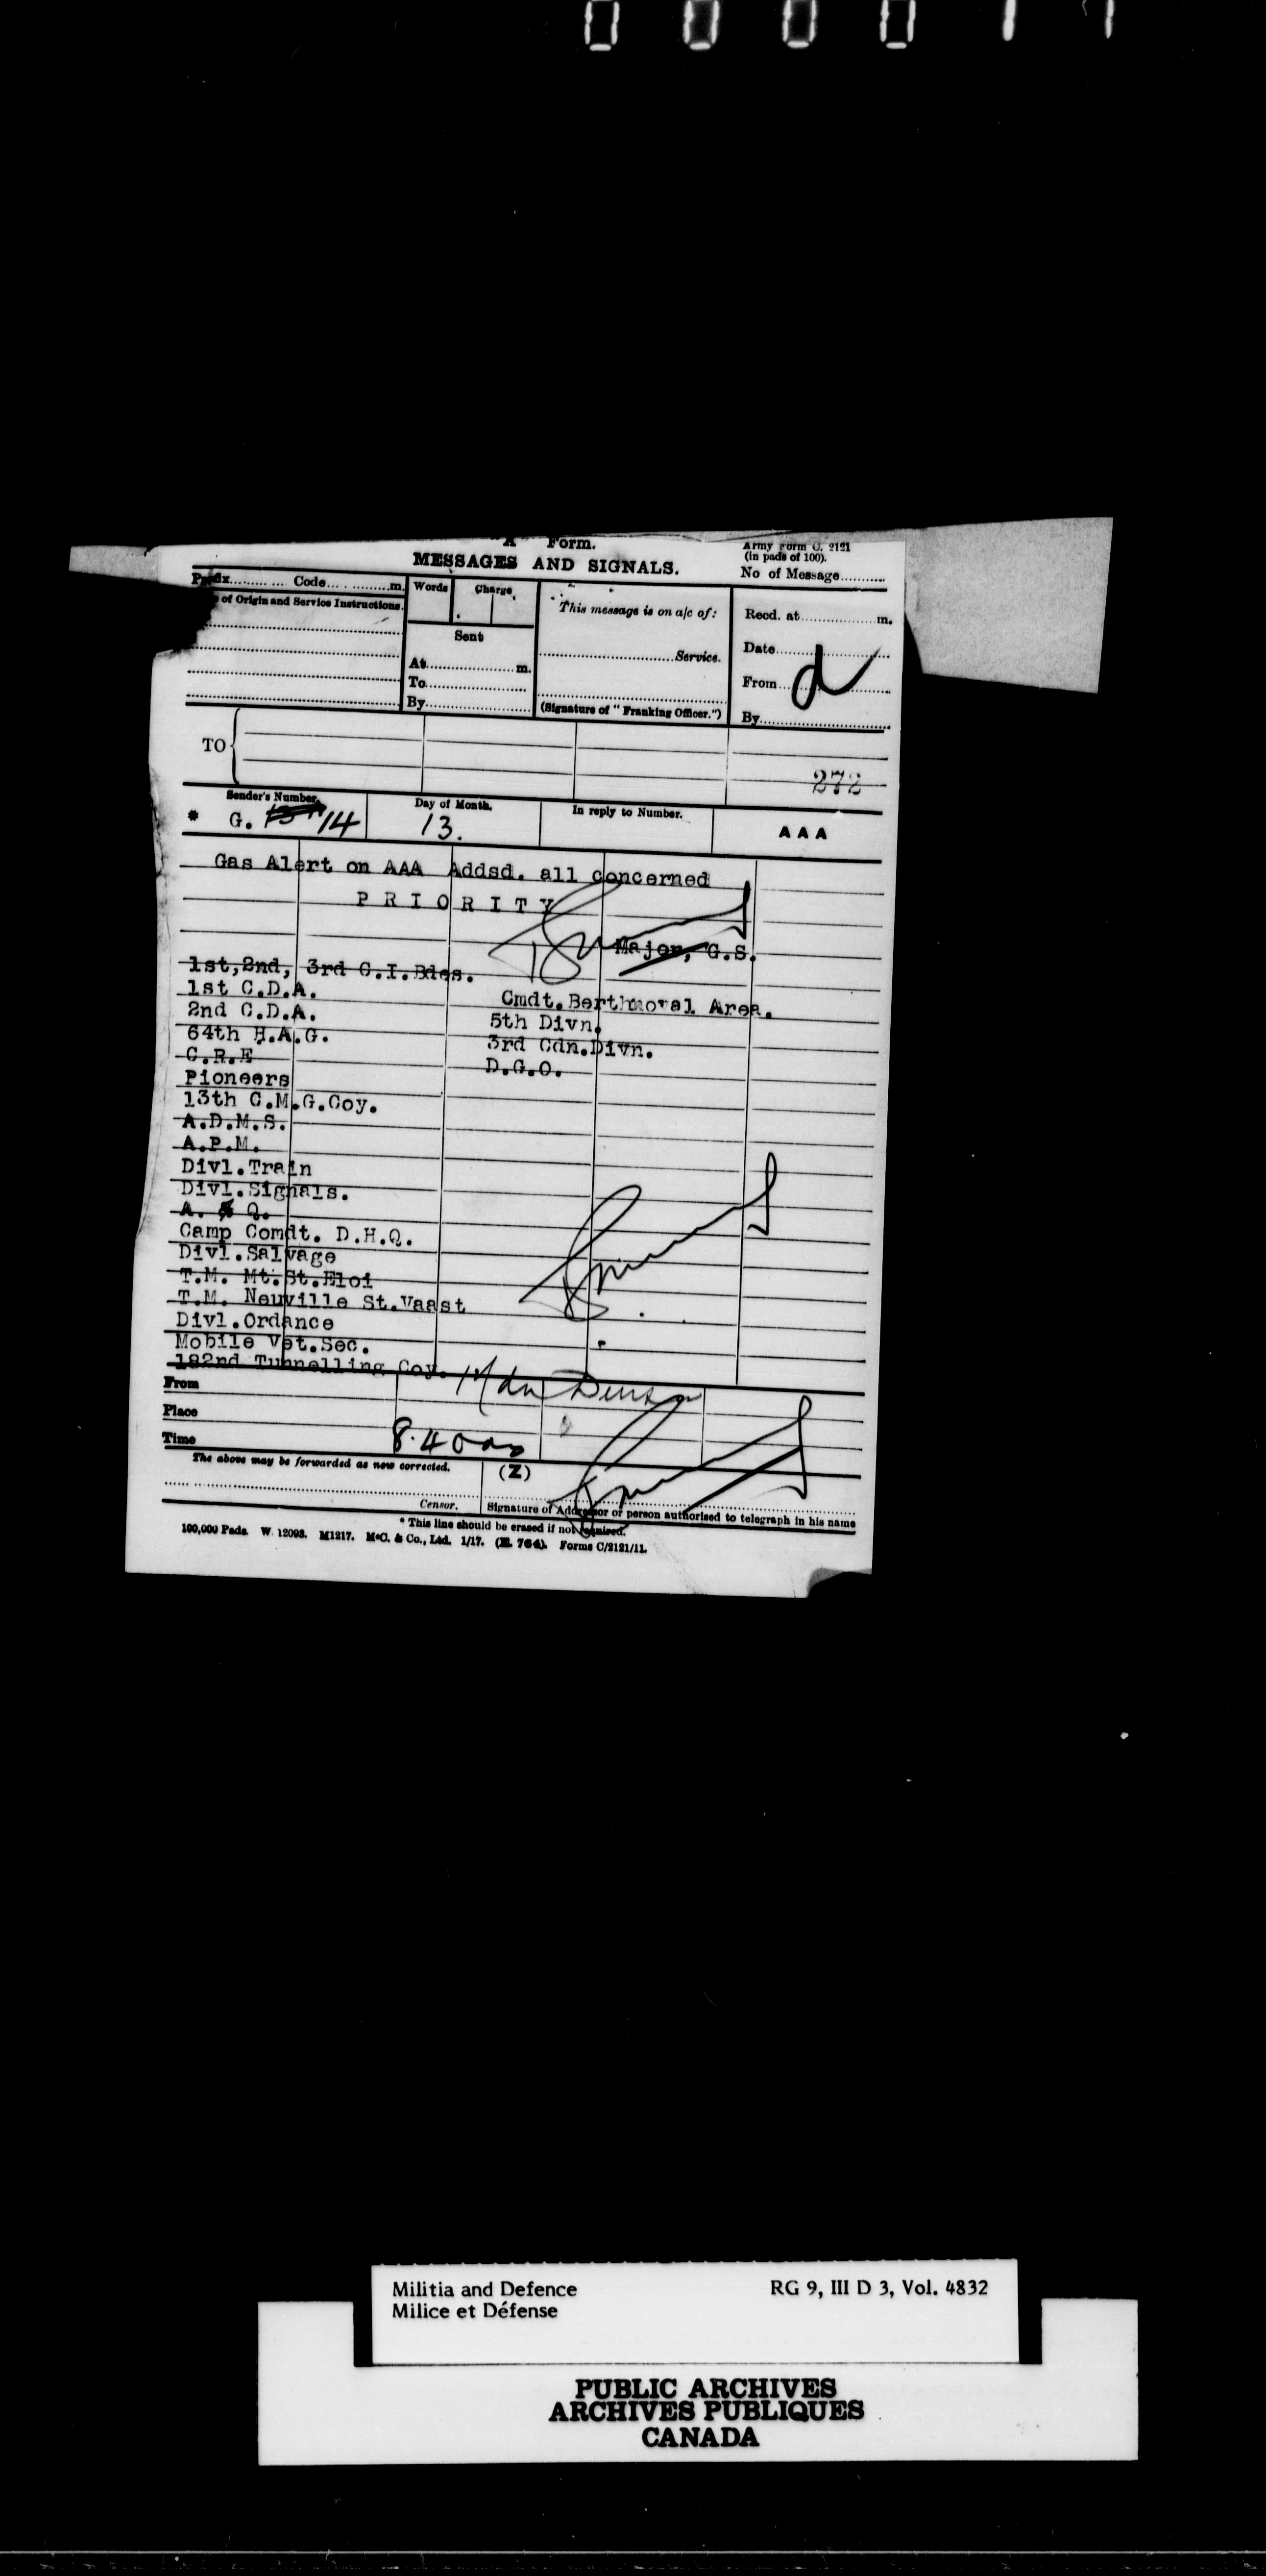 0 0 0 0 1 1
"A" Form.
Army Form C. 2121
(in pads of 100).
MESSAGES AND SIGNALS.
No of Message...........
Prefix......... ... Code... . .........m.
Words
Charge.
of Origin and Service Instructions.
This message is on a/c of:
Recd. at..................m.
Sent
Date
At...................m.
...........................Service.
To
From d
By
(Signature of "Franking Officer.")
By
TO
272
Sender's Number.
Day of Month.
In reply to Number.
A A A
* G. 14
13.
Gas Alert on AAA Addsd. all concerned
P R I O R I T Y
Major, G.S.
1st,2nd, 3rd C.I.Bdes.
1st C.D.A.
2nd C.D.A.
64th H.A.G.
C.R.E
Pioneers
13th C.M.G.Coy.
A.D.M.S.
A.P.M.
Divl.Train
Divl.Signals.
A. & Q.
Camp Comdt. D.H.Q.
Divl.Salvage
T.M. Mt.St.Eloi
T.M. Neuville St.Vaast
Divl.Ordance
Mobile Vet.Sec.
182nd Tunnelling Coy.
Cmdt.Berthnoval Area.
5th Divn.
3rd Cdn.Divn.
D.G.O.
From
Place
Time 8.40
The above may be forwarded as now corrected.
(Z)
Censor.
Signature of Addressor or person authorised to telegraph in his name
* This line should be erased if not required.
100,000 Pads. W. 12093. M1217. McC. & Co., Ltd. 1/17. (E. 764). Forms C/2121/11.
Militia and Defence
Milice et Défense
RG 9, III D 3, Vol. 4832
PUBLIC ARCHIVES
ARCHIVES PUBLIQUES
CANADA